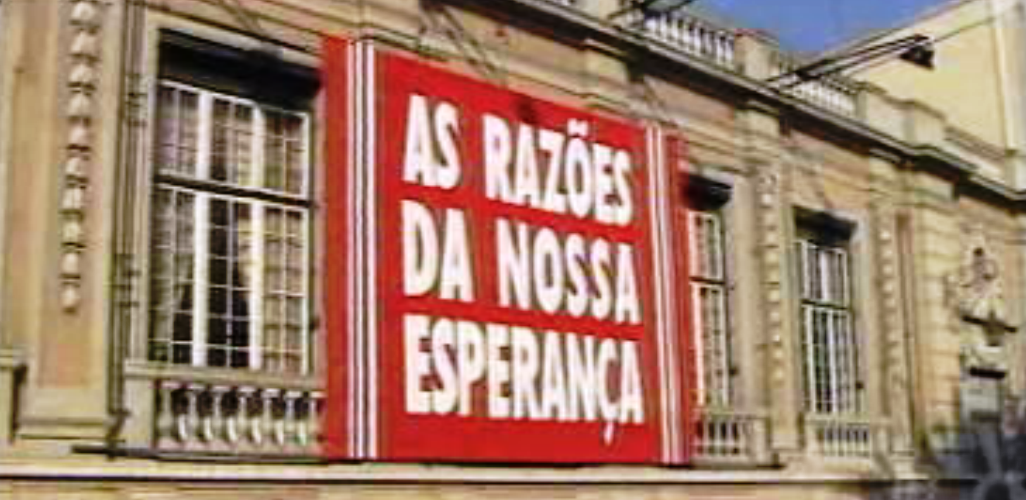 AS RAZÕES
DA NOSSA
ESPERANÇA